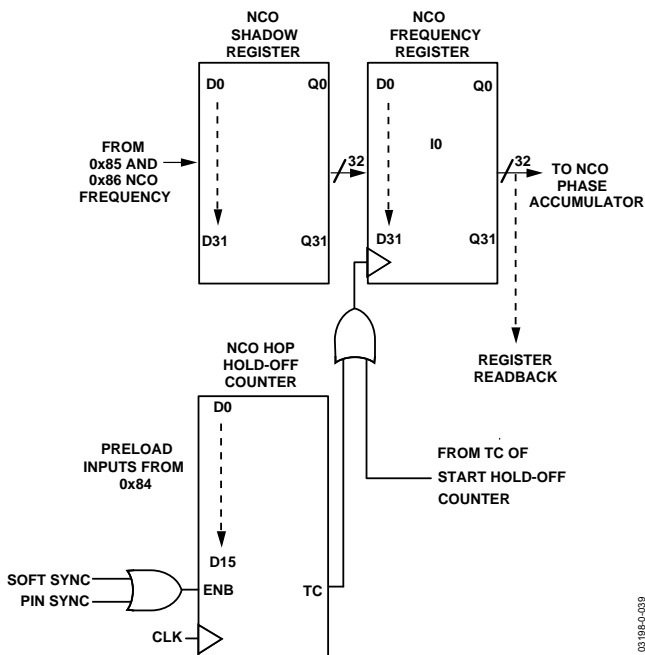 NCO
SHADOW
REGISTER
NCO
FREQUENCY
REGISTER
D0
Q0
D0
Q0
I0
FROM
0x85 AND
0x86 NCO
FREQUENCY
32
32
TO NCO
PHASE
ACCUMULATOR
D31
Q31
D31
Q31
NCO HOP
HOLD-OFF
COUNTER
REGISTER
READBACK
D0
PRELOAD
INPUTS FROM
0x84
FROM TC OF
START HOLD-OFF
COUNTER
D15
SOFT SYNC
PIN SYNC
ENB
TC
CLK
03198-0-039